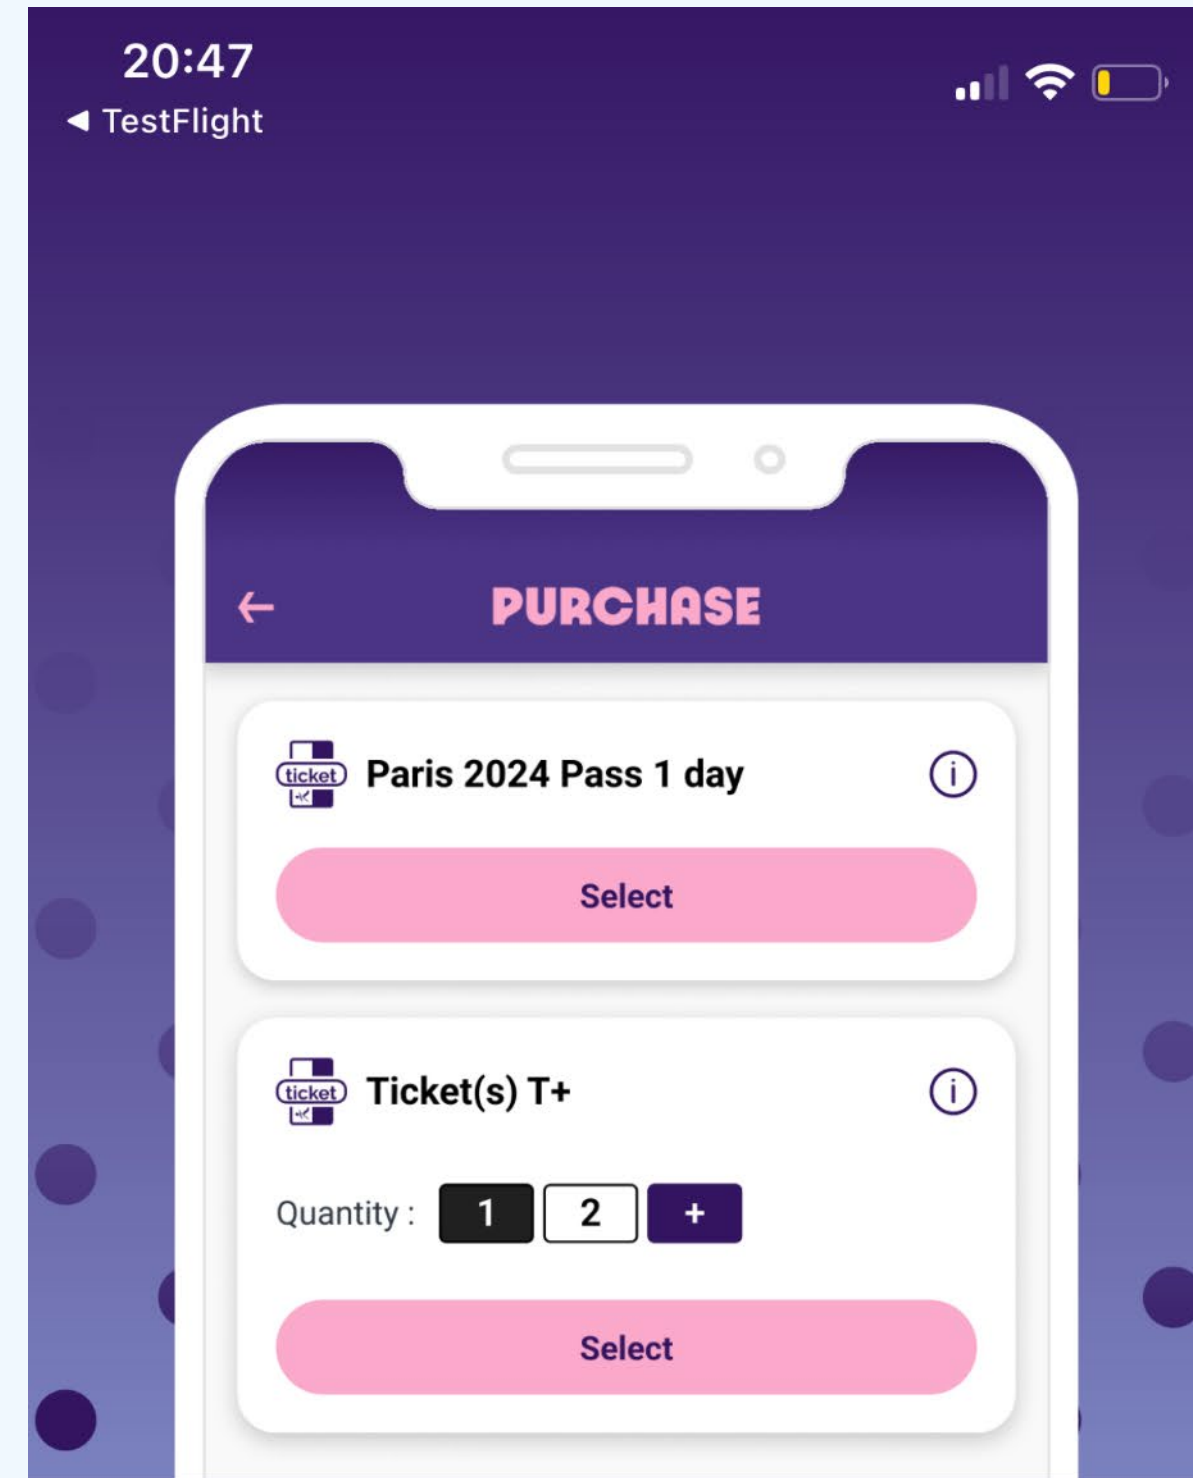 20:47
◀ TestFlight
← PURCHASE
ticket Paris 2024 Pass 1 day i
Select
ticket Ticket(s) T+ i
Quantity : 1 2 +
Select